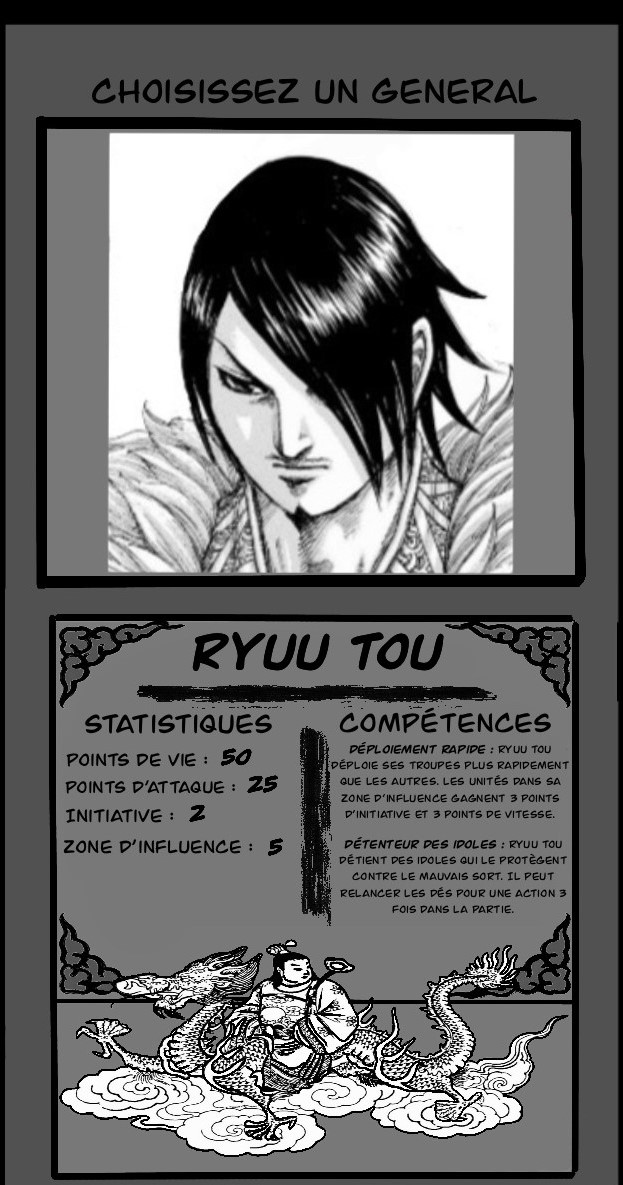 CHOISISSEZ UN GENERAL
RYUU TOU
STATISTIQUES
POINTS DE VIE : 50
POINTS D'ATTAQUE : 25
INITIATIVE : 2
ZONE D'INFLUENCE : 5
COMPÉTENCES
DÉPLOIEMENT RAPIDE : RYUU TOU
DÉPLOIE SES TROUPES PLUS RAPIDEMENT
QUE LES AUTRES. LES UNITÉS DANS SA
ZONE D'INFLUENCE GAGNENT 3 POINTS
D'INITIATIVE ET 3 POINTS DE VITESSE.
DÉTENTEUR DES IDOLES : RYUU TOU
DÉTIENT DES IDOLES QUI LE PROTÈGENT
CONTRE LE MAUVAIS SORT. IL PEUT
RELANCER LES DÉS POUR UNE ACTION 3
FOIS DANS LA PARTIE.